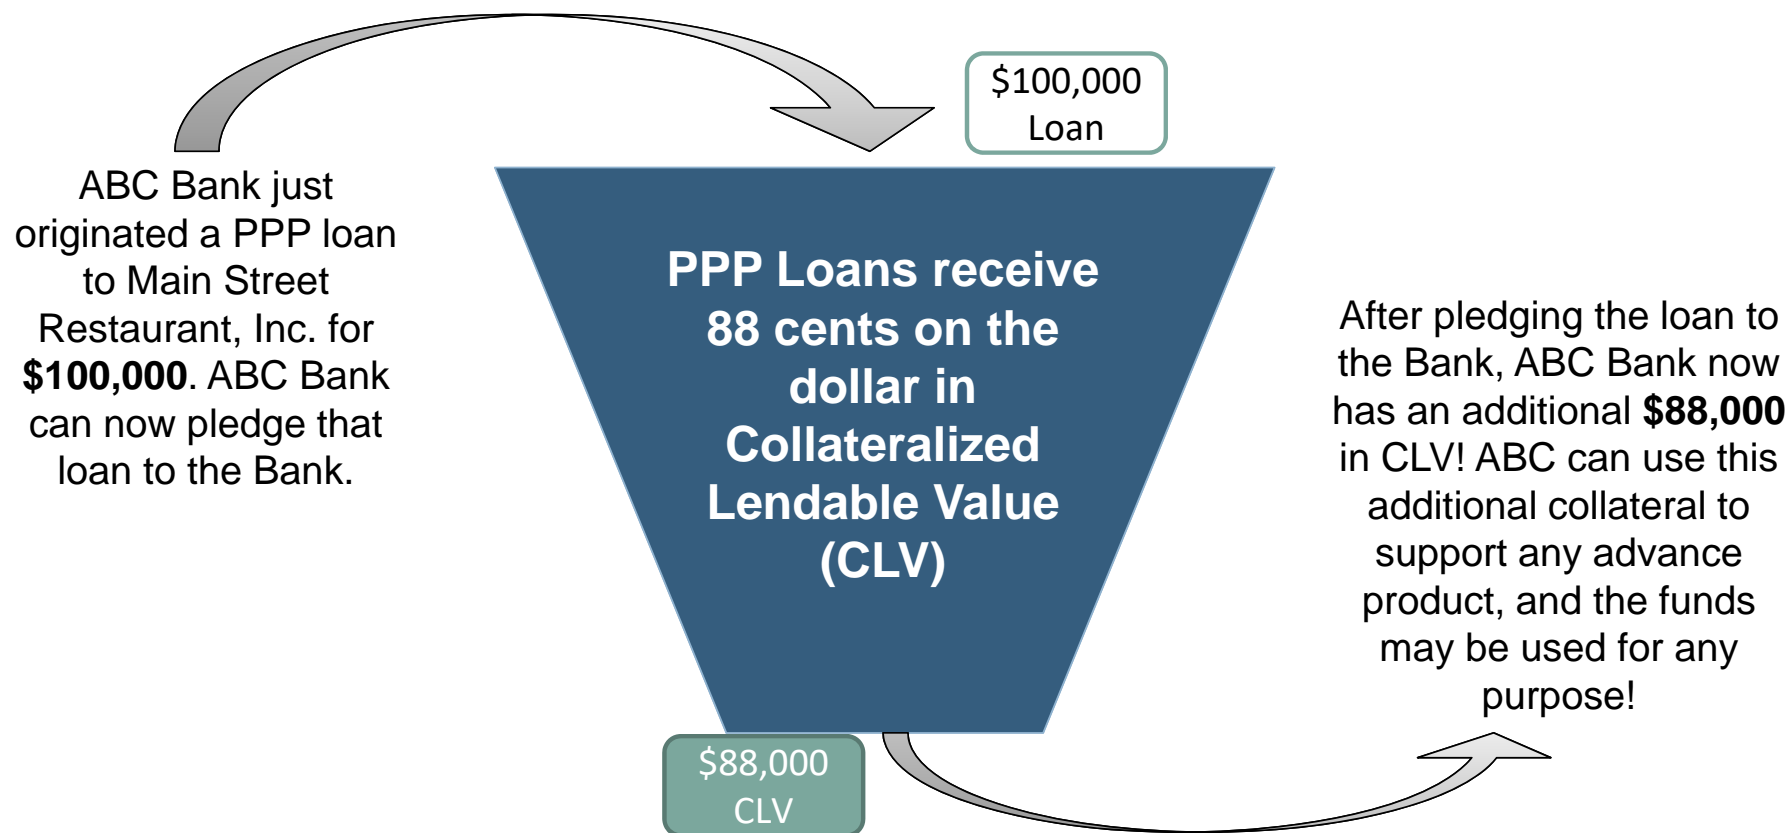 $100,000
Loan
ABC Bank just
originated a PPP loan
to Main Street
Restaurant, Inc. for
$100,000. ABC Bank
can now pledge that
loan to the Bank.
PPP Loans receive
88 cents on the
dollar in
Collateralized
Lendable Value
(CLV)
After pledging the loan to
the Bank, ABC Bank now
has an additional $88,000
in CLV! ABC can use this
additional collateral to
support any advance
product, and the funds
may be used for any
purpose!
$88,000
CLV